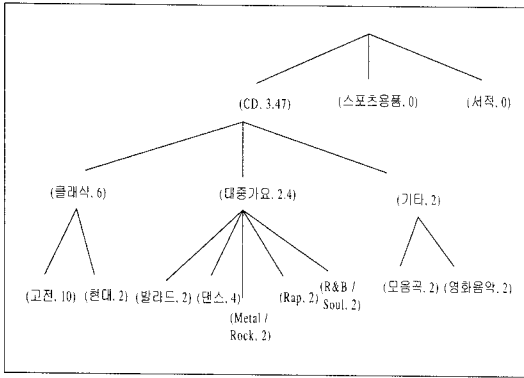 (CD. 3.47) (스포츠용품. 0) (서적. 0)
(클래식. 6) (대중가요. 2.4) (기타. 2)
(고전. 10) (현대. 2) (발라드. 2) (댄스. 4) (Rap. 2) (R&B / Soul. 2) (모음곡. 2) (영화음악. 2)
(Metal / Rock. 2)